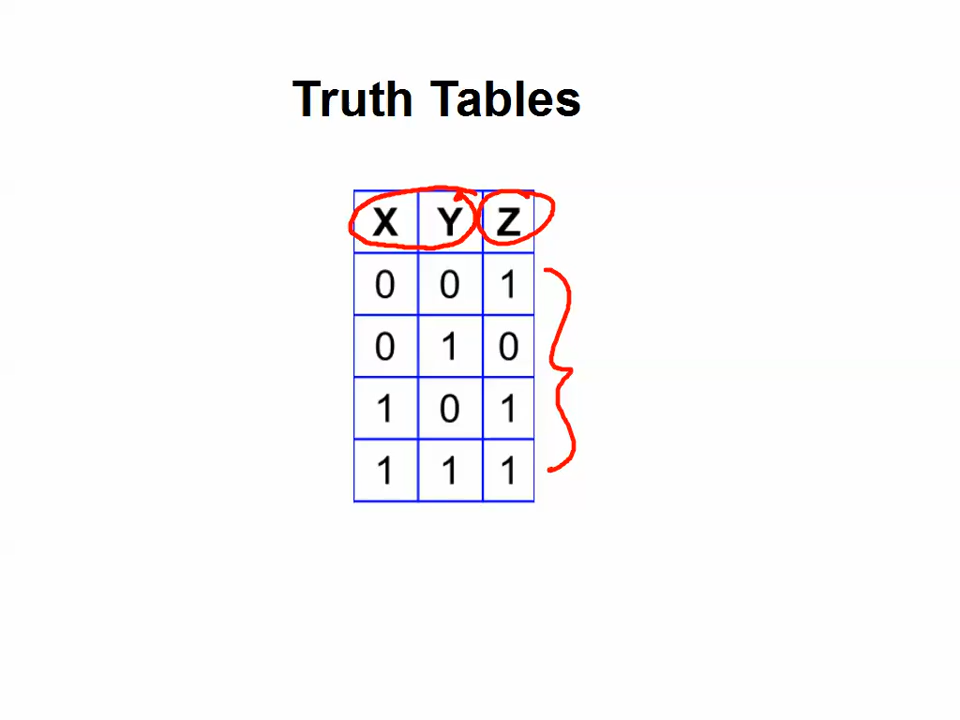 Truth Tables
X Y Z
0 0 1
0 1 0
1 0 1
1 1 1